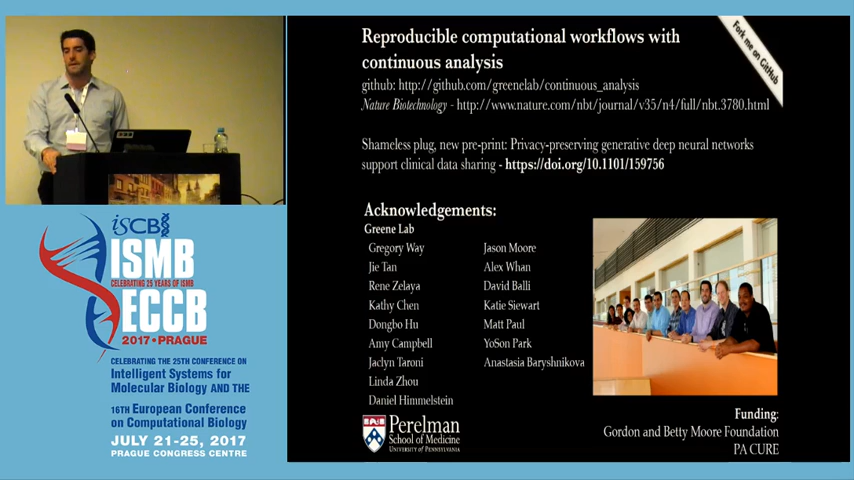 Reproducible computational workflows with
continuous analysis
Fork me on GitHub
github: http://github.com/greenelab/continuous_analysis
Nature Biotechnology - http://www.nature.com/nbt/journal/v35/n4/full/nbt.3780.html
Shameless plug, new pre-print: Privacy-preserving generative deep neural networks
support clinical data sharing - https://doi.org/10.1101/159756
Acknowledgements:
Greene Lab
Gregory Way
Jie Tan
Rene Zelaya
Kathy Chen
Dongbo Hu
Amy Campbell
Jaclyn Taroni
Linda Zhou
Daniel Himmelstein
Jason Moore
Alex Whan
David Balli
Katie Siewert
Matt Paul
YoSon Park
Anastasia Baryshnikova
Perelman
School of Medicine
University of Pennsylvania
Funding:
Gordon and Betty Moore Foundation
PA CURE
iSCB
ISMB
CELEBRATING 25 YEARS OF ISMB
ECCB
2017 • PRAGUE
CELEBRATING THE 25TH CONFERENCE ON
Intelligent Systems for
Molecular Biology AND THE
16TH European Conference
on Computational Biology
JULY 21-25, 2017
PRAGUE CONGRESS CENTRE